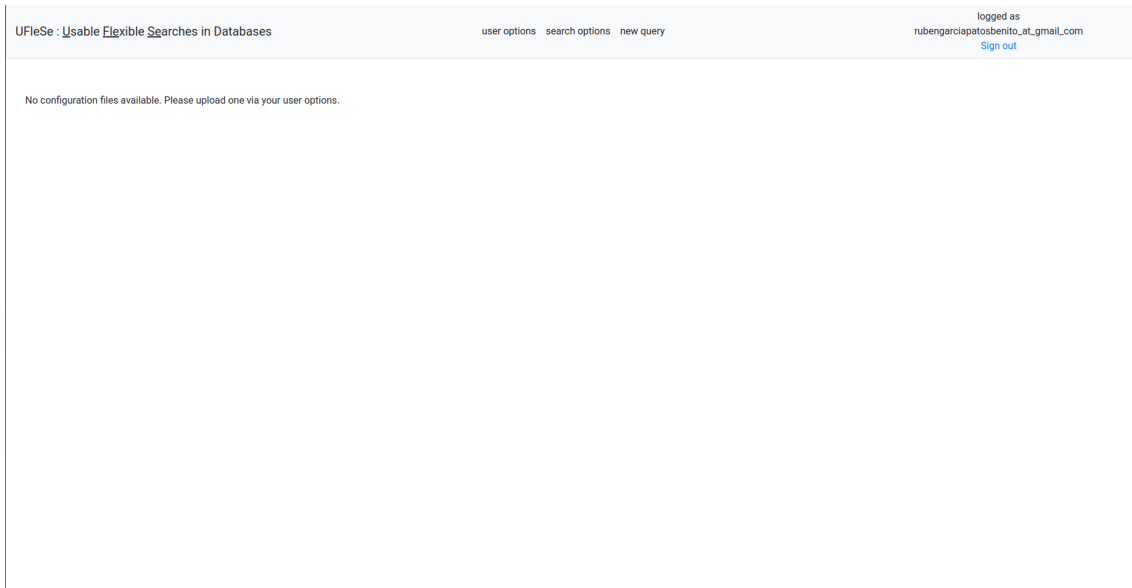 UFleSe : Usable Flexible Searches in Databases
user options search options new query
logged as
rubengarciapatosbenito_at_gmail_com
Sign out
No configuration files available. Please upload one via your user options.